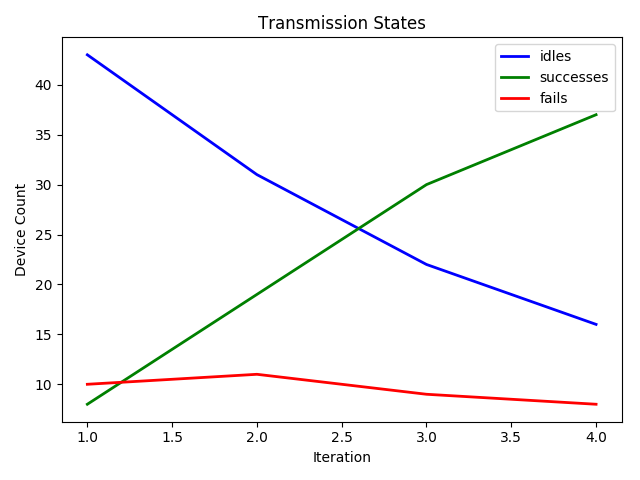 Transmission States
idles
successes
fails
Device Count
40
35
30
25
20
15
10
1.0 1.5 2.0 2.5 3.0 3.5 4.0
Iteration